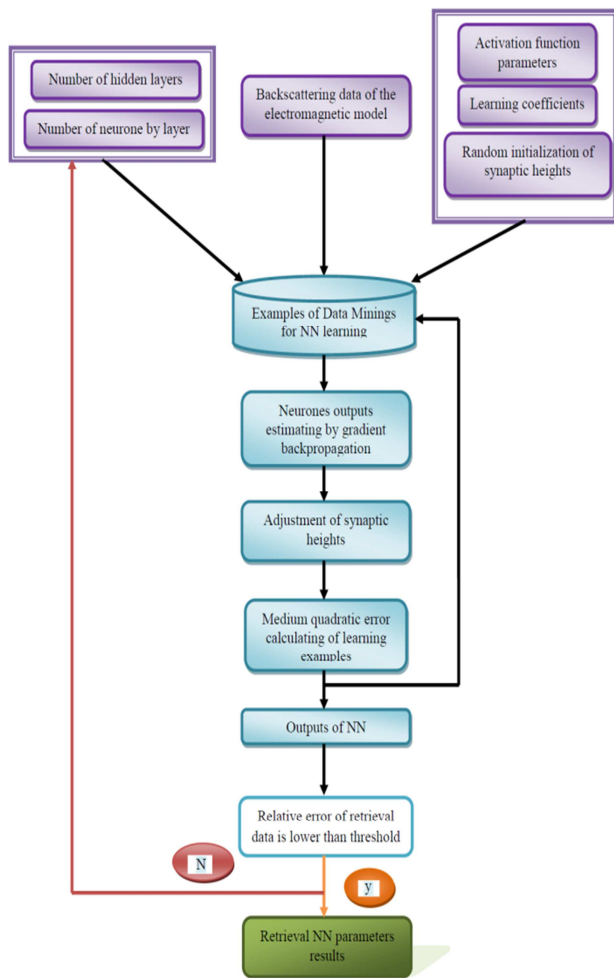 Number of hidden layers
Number of neurone by layer
Backscattering data of the
electromagnetic model
Activation function
parameters
Learning coefficients
Random initialization of
synaptic heights
Examples of Data Minings
for NN learning
Neurones outputs
estimating by gradient
backpropagation
Adjustment of synaptic
heights
Medium quadratic error
calculating of learning
examples
Outputs of NN
Relative error of retrieval
data is lower than threshold
N
y
Retrieval NN parameters
results